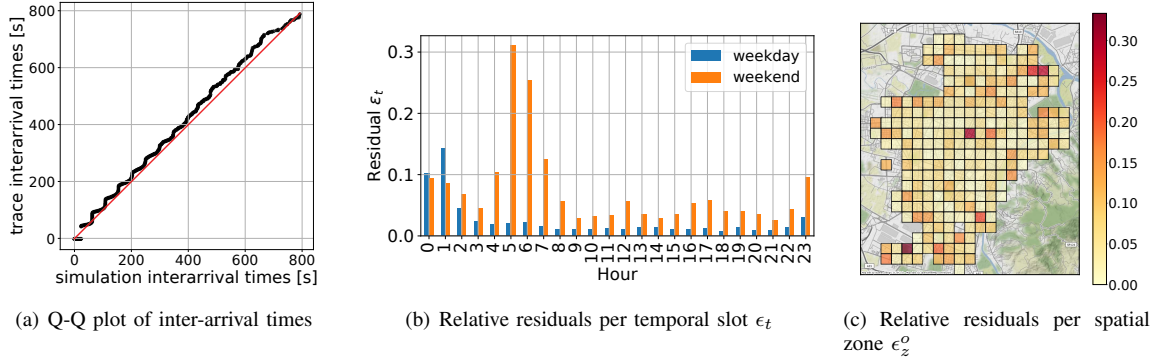 800
600
400
200
0
trace interarrival times [s]
0 200 400 600 800
simulation interarrival times [s]
(a) Q-Q plot of inter-arrival times
0.3
0.2
0.1
0.0
Residual ϵt
weekday
weekend
0 1 2 3 4 5 6 7 8 9 10 11 12 13 14 15 16 17 18 19 20 21 22 23
Hour
(b) Relative residuals per temporal slot ϵt
0.30
0.25
0.20
0.15
0.10
0.05
0.00
(c) Relative residuals per spatial
zone ϵzo